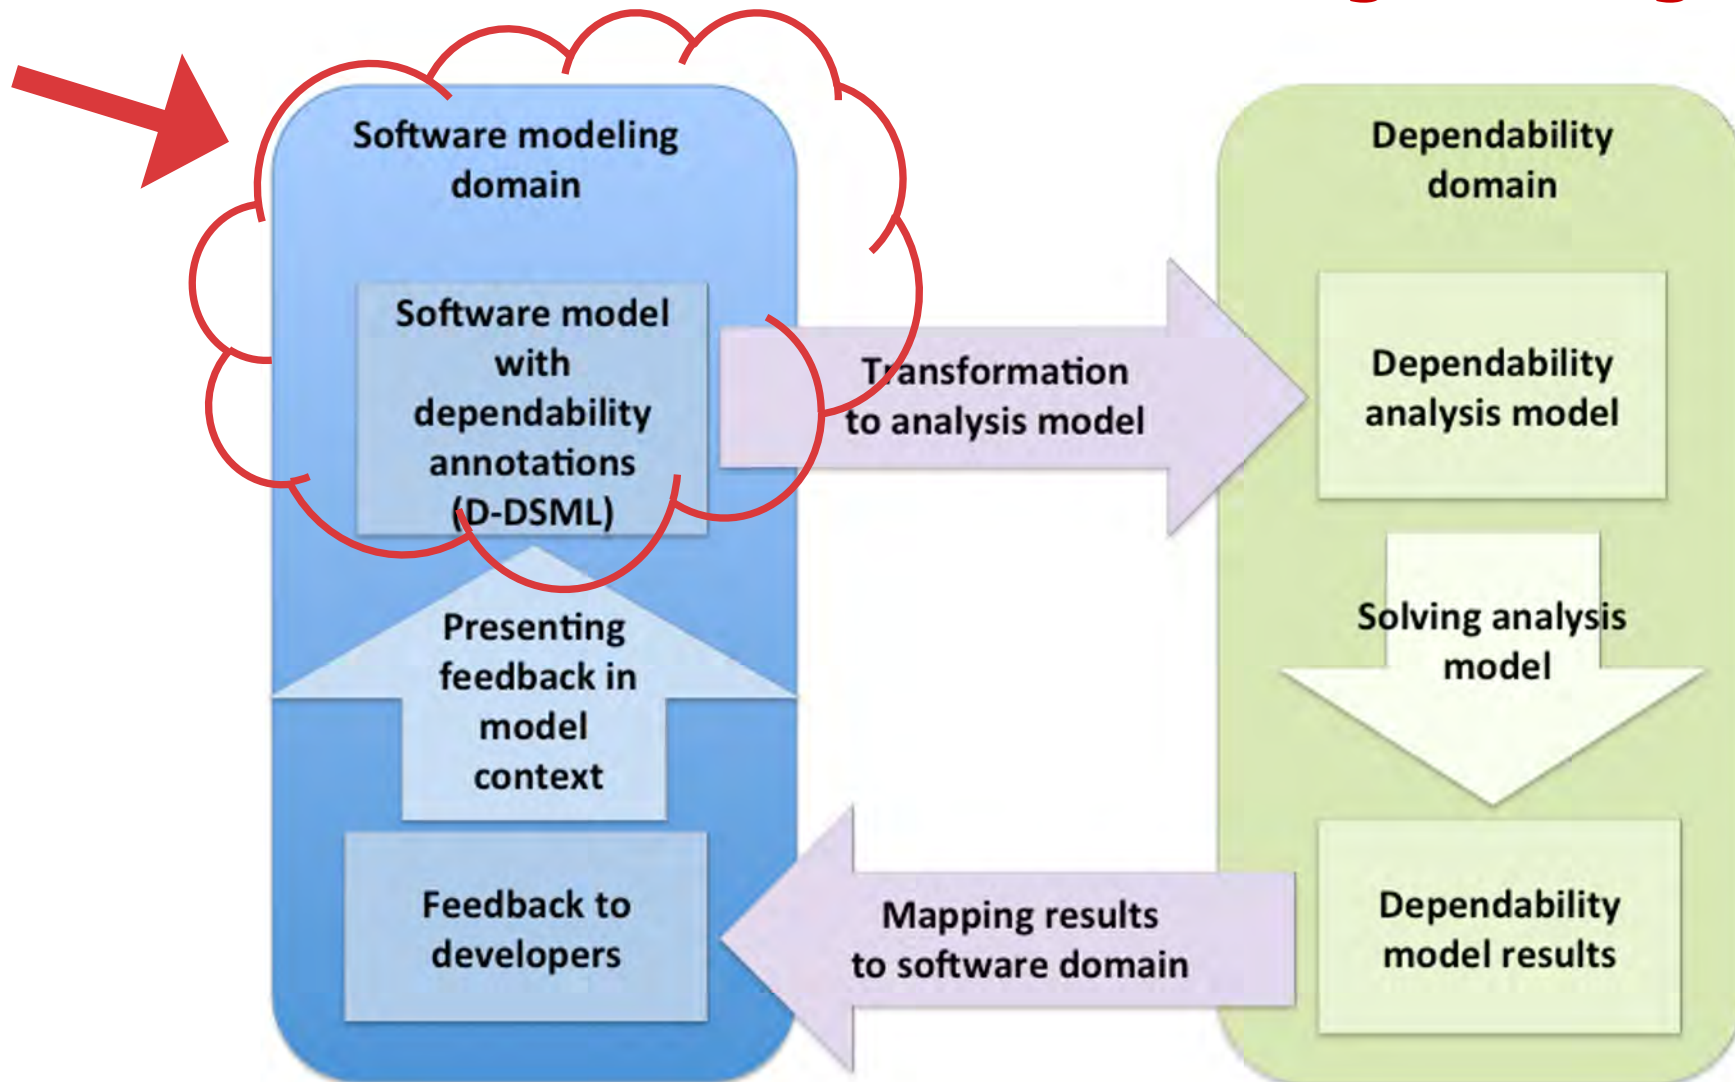 Software modeling
domain
Software model
with
dependability
annotations
(D-DSML)
Transformation
to analysis model
Presenting
feedback in
model
context
Feedback to
developers
Mapping results
to software domain
Dependability
domain
Dependability
analysis model
Solving analysis
model
Dependability
model results